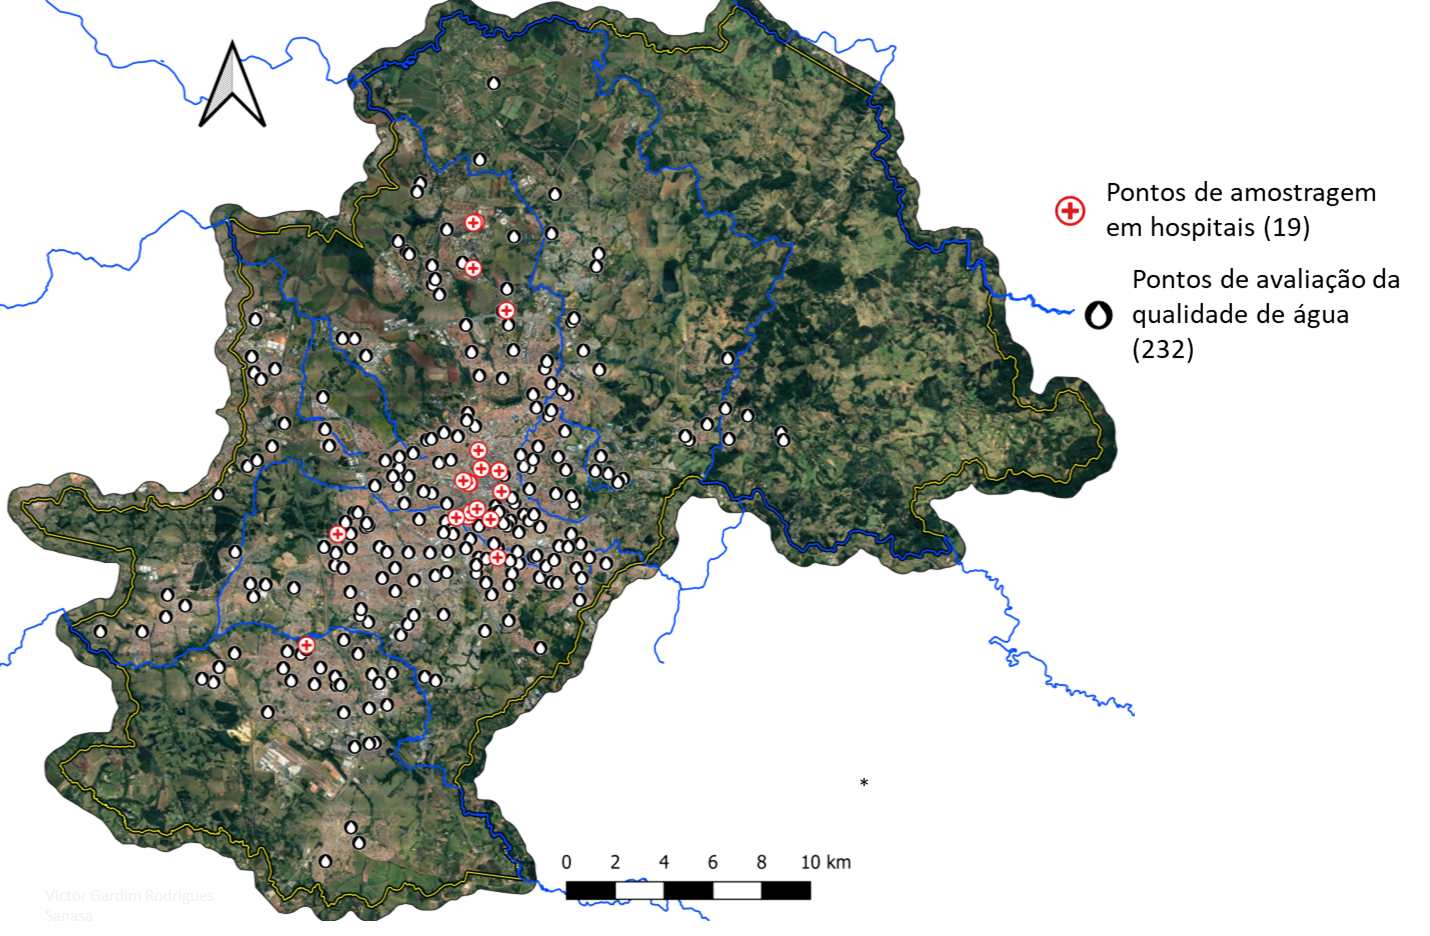 Pontos de amostragem
em hospitais (19)
Pontos de avaliação da
qualidade de água
(232)
*
0 2 4 6 8 10 km
Victor Gardim Rodrigues
Sanasa